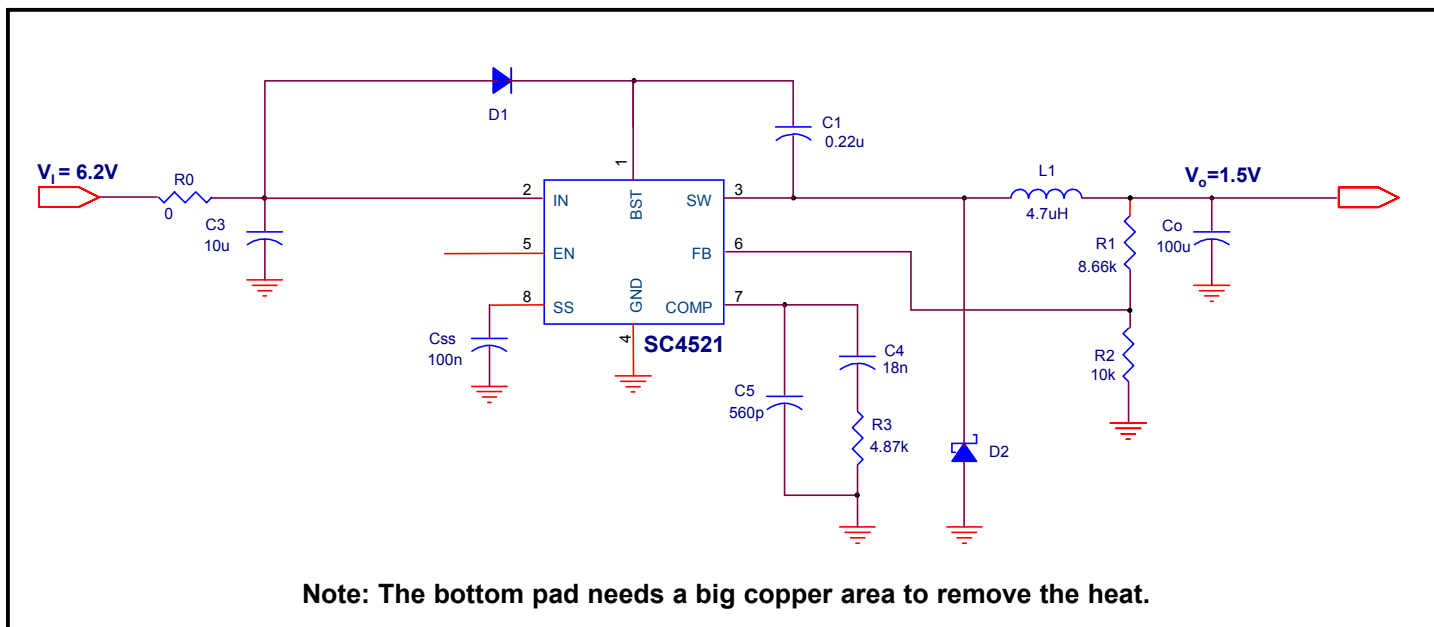 D1
C1
0.22u
1
V_I = 6.2V
R0
0
C3
10u
2
IN
BST
SW
3
L1
4.7uH
V_o=1.5V
5
EN
FB
6
R1
8.66k
Co
100u
8
SS
GND
COMP
7
4
SC4521
Css
100n
C4
18n
R2
10k
C5
560p
R3
4.87k
D2
Note: The bottom pad needs a big copper area to remove the heat.